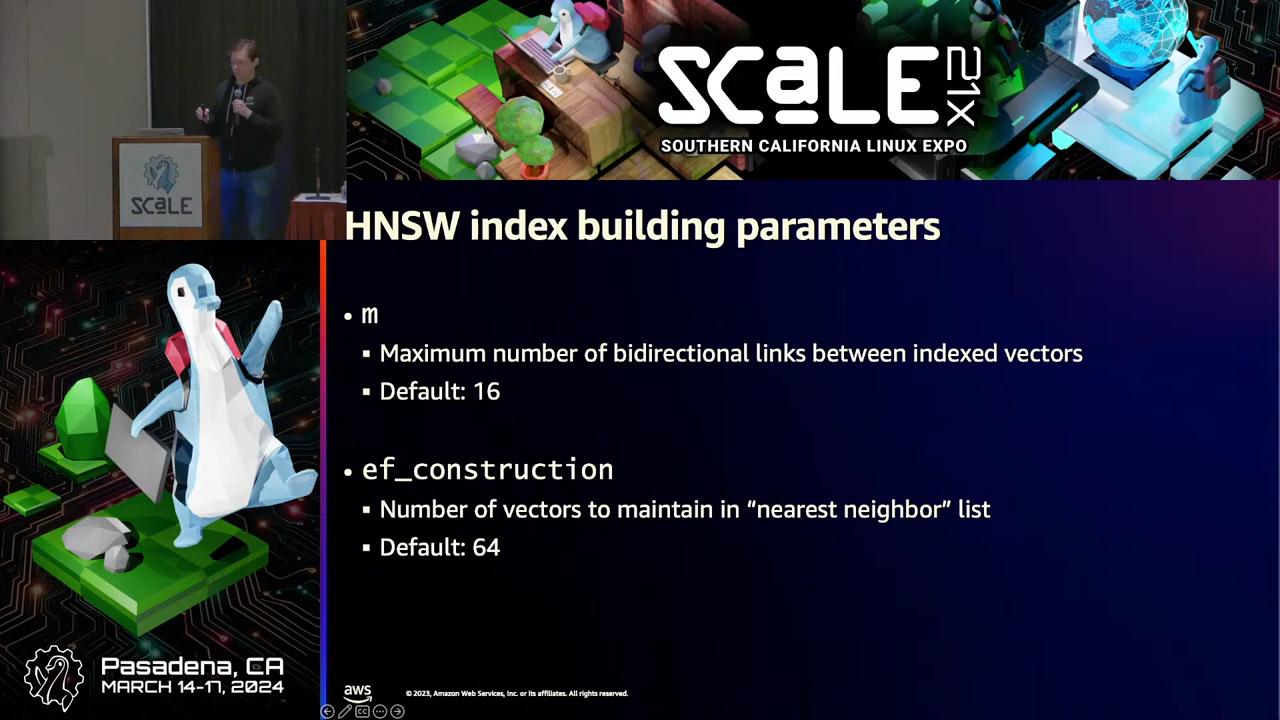 SCaLE 21X
SOUTHERN CALIFORNIA LINUX EXPO
SCaLE
HNSW index building parameters
• m
▪ Maximum number of bidirectional links between indexed vectors
▪ Default: 16
• ef_construction
▪ Number of vectors to maintain in “nearest neighbor” list
▪ Default: 64
Pasadena, CA
MARCH 14-17, 2024
aws
© 2023, Amazon Web Services, Inc. or its affiliates. All rights reserved.
CC